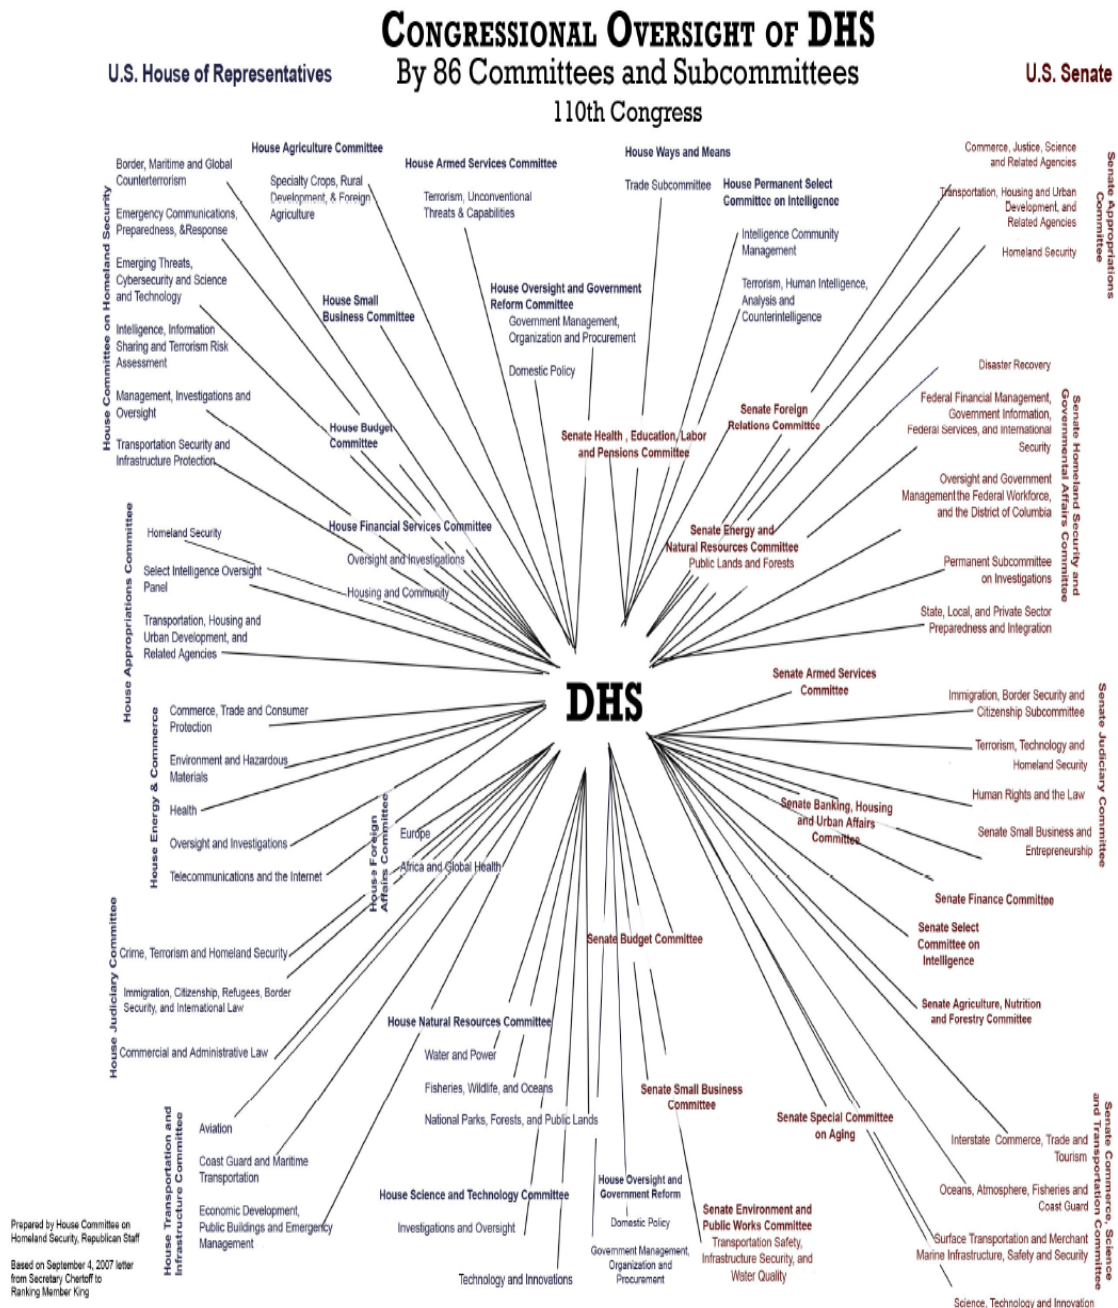 CONGRESSIONAL OVERSIGHT OF DHS
By 86 Committees and Subcommittees
110th Congress
U.S. House of Representatives
U.S. Senate
House Committee on Homeland Security
Border, Maritime and Global
Counterterrorism
Emergency Communications,
Preparedness, &Response
Emerging Threats,
Cybersecurity and Science
and Technology
Intelligence, Information
Sharing and Terrorism Risk
Assessment
Management, Investigations and
Oversight
Transportation Security and
Infrastructure Protection
House Agriculture Committee
Specialty Crops, Rural
Development, & Foreign
Agriculture
House Small
Business Committee
House Budget
Committee
House Armed Services Committee
Terrorism, Unconventional
Threats & Capabilities
House Oversight and Government
Reform Committee
Government Management,
Organization and Procurement
Domestic Policy
House Ways and Means
Trade Subcommittee
House Permanent Select
Committee on Intelligence
Intelligence Community
Management
Terrorism, Human Intelligence,
Analysis and
Counterintelligence
Senate Appropriations
Committee
Commerce, Justice, Science
and Related Agencies
Transportation, Housing and Urban
Development, and
Related Agencies
Homeland Security
Senate Health , Education, Labor
and Pensions Committee
Senate Foreign
Relations Committee
Senate Energy and
Natural Resources Committee
Public Lands and Forests
Senate Homeland Security and
Governmental Affairs Committee
Disaster Recovery
Federal Financial Management,
Government Information,
Federal Services, and International
Security
Oversight and Government
Management the Federal Workforce,
and the District of Columbia
Permanent Subcommittee
on Investigations
State, Local, and Private Sector
Preparedness and Integration
House Financial Services Committee
Oversight and Investigations
Housing and Community
House Appropriations Committee
Homeland Security
Select Intelligence Oversight
Panel
Transportation, Housing and
Urban Development, and
Related Agencies
DHS
Senate Armed Services
Committee
Senate Judiciary Committee
Immigration, Border Security and
Citizenship Subcommittee
Terrorism, Technology and
Homeland Security
Human Rights and the Law
Senate Small Business and
Entrepreneurship
Senate Banking, Housing
and Urban Affairs
Committee
Senate Finance Committee
Senate Select
Committee on
Intelligence
Senate Agriculture, Nutrition
and Forestry Committee
House Energy & Commerce
Commerce, Trade and Consumer
Protection
Environment and Hazardous
Materials
Health
Oversight and Investigations
Telecommunications and the Internet
House Foreign
Affairs Committee
Europe
Africa and Global Health
House Judiciary Committee
Crime, Terrorism and Homeland Security
Immigration, Citizenship, Refugees, Border
Security, and International Law
Commercial and Administrative Law
Senate Budget Committee
House Natural Resources Committee
Water and Power
Fisheries, Wildlife, and Oceans
National Parks, Forests, and Public Lands
Senate Small Business
Committee
Senate Special Committee
on Aging
House Transportation and
Infrastructure Committee
Aviation
Coast Guard and Maritime
Transportation
Economic Development,
Public Buildings and Emergency
Management
House Science and Technology Committee
Investigations and Oversight
Technology and Innovations
House Oversight and
Government Reform
Domestic Policy
Government Management,
Organization and
Procurement
Senate Environment and
Public Works Committee
Transportation Safety,
Infrastructure Security, and
Water Quality
Senate Commerce, Science
and Transportation Committee
Interstate Commerce, Trade and
Tourism
Oceans, Atmosphere, Fisheries and
Coast Guard
Surface Transportation and Merchant
Marine Infrastructure, Safety and Security
Science, Technology and Innovation
Prepared by House Committee on
Homeland Security, Republican Staff
Based on September 4, 2007 letter
from Secretary Chertoff to
Ranking Member King